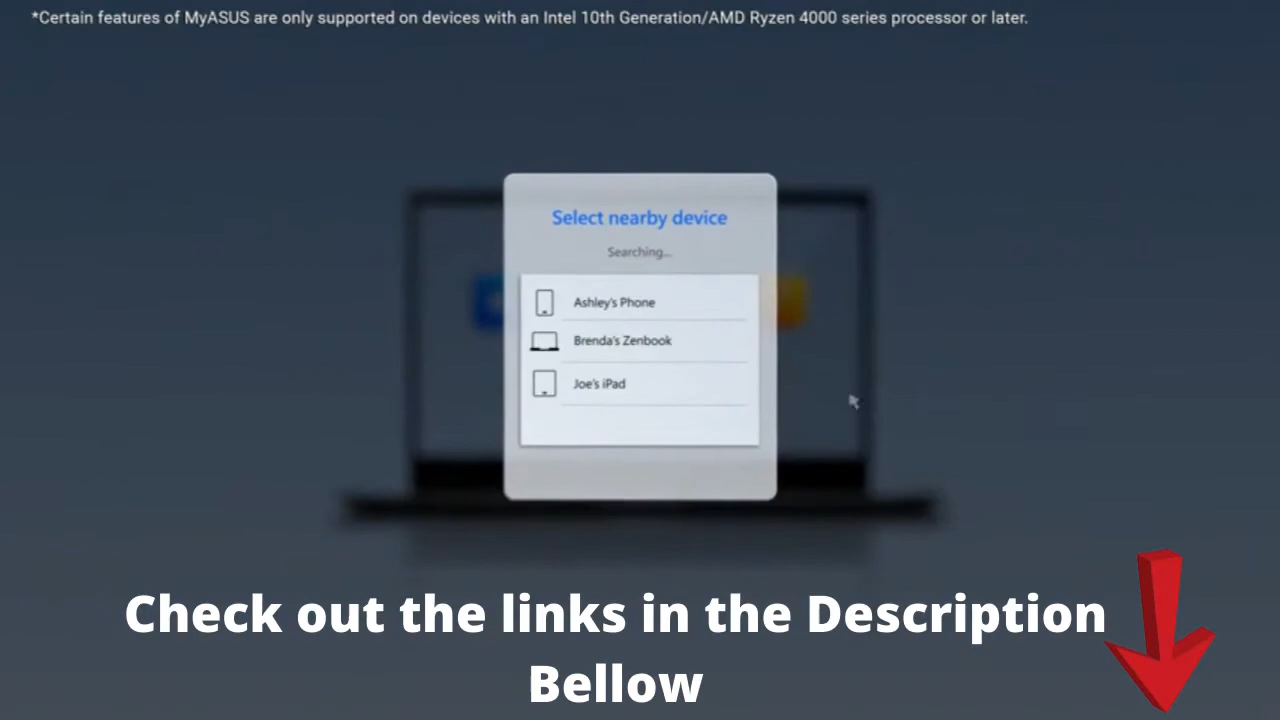 *Certain features of MyASUS are only supported on devices with an Intel 10th Generation/AMD Ryzen 4000 series processor or later.
Select nearby device
Searching...
Ashley's Phone
Brenda's Zenbook
Joe's iPad
Check out the links in the Description
Bellow